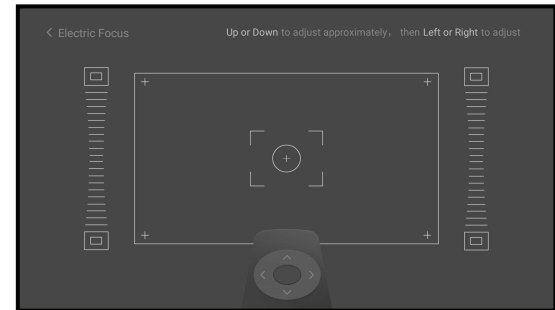 Electric Focus
Up or Down to adjust approximately， then Left or Right to adjust